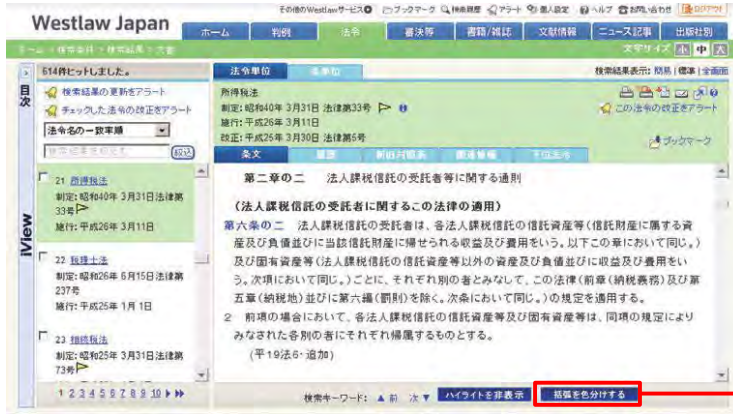 Westlaw Japan
その他のWestlawサービス ブックマーク 検索履歴 アラート 個人設定 ヘルプ お問い合わせ ログアウト
ホーム 判例 法令 審決等 書籍/雑誌 文献情報 ニュース記事 出版社別
ホーム > 検索条件 > 検索結果 > 文書
文字サイズ 小 中 大
目次
iView
614件ヒットしました。
検索結果の更新をアラート
チェックした法令の改正をアラート
法令名の一致率順
検索結果を絞込む 絞込
21 所得税法
制定:昭和40年 3月31日法律第
33号
施行:平成26年 3月11日
22 税理士法
制定:昭和26年 6月15日法律第
237号
施行:平成25年 1月 1日
23 相続税法
制定:昭和25年 3月31日法律第
73号
1 2 3 4 5 6 7 8 9 10
法令単位 条単位
検索結果表示: 簡易 | 標準 | 全画面
所得税法
制定:昭和40年 3月31日 法律第33号
施行:平成26年 3月11日
改正:平成26年 3月30日 法律第5号
この法令の改正をアラート
ブックマーク
条文 履歴 新旧対照表 関連情報 下位法令
第二章の二 法人課税信託の受託者等に関する通則
(法人課税信託の受託者に関するこの法律の適用)
第六条の二 法人課税信託の受託者は、各法人課税信託の信託資産等(信託財産に属する資
産及び負債並びに当該信託財産に帰せられる収益及び費用をいう。以下この章において同じ。)
及び固有資産等(法人課税信託の信託資産等以外の資産及び負債並びに収益及び費用をい
う。次項において同じ。)ごとに、それぞれ別の者とみなして、この法律(前章(納税義務)及び第
五章(納税地)並びに第六編(罰則)を除く。次条において同じ。)の規定を適用する。
2 前項の場合において、各法人課税信託の信託資産等及び固有資産等は、同項の規定により
みなされた各別の者にそれぞれ帰属するものとする。
(平19法6・追加)
検索キーワード: ▲ 前 次 ▼ ハイライトを非表示 括弧を色分けする